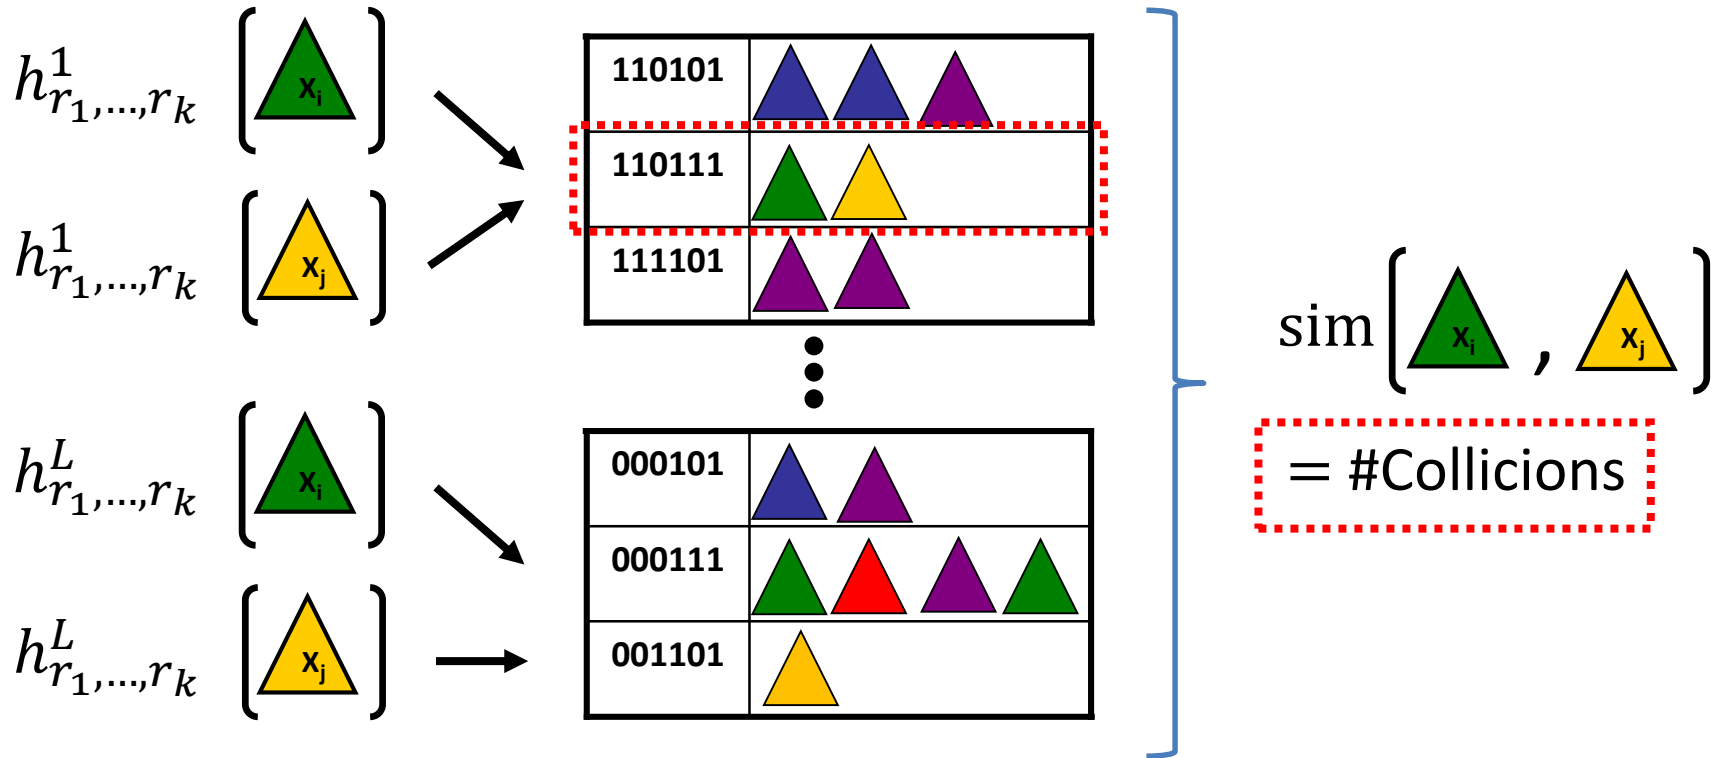 h^1_{r_1,...,r_k} ( x_i )
h^1_{r_1,...,r_k} ( x_j )
110101
110111
111101
h^L_{r_1,...,r_k} ( x_i )
h^L_{r_1,...,r_k} ( x_j )
000101
000111
001101
sim ( x_i , x_j )
= #Collicions